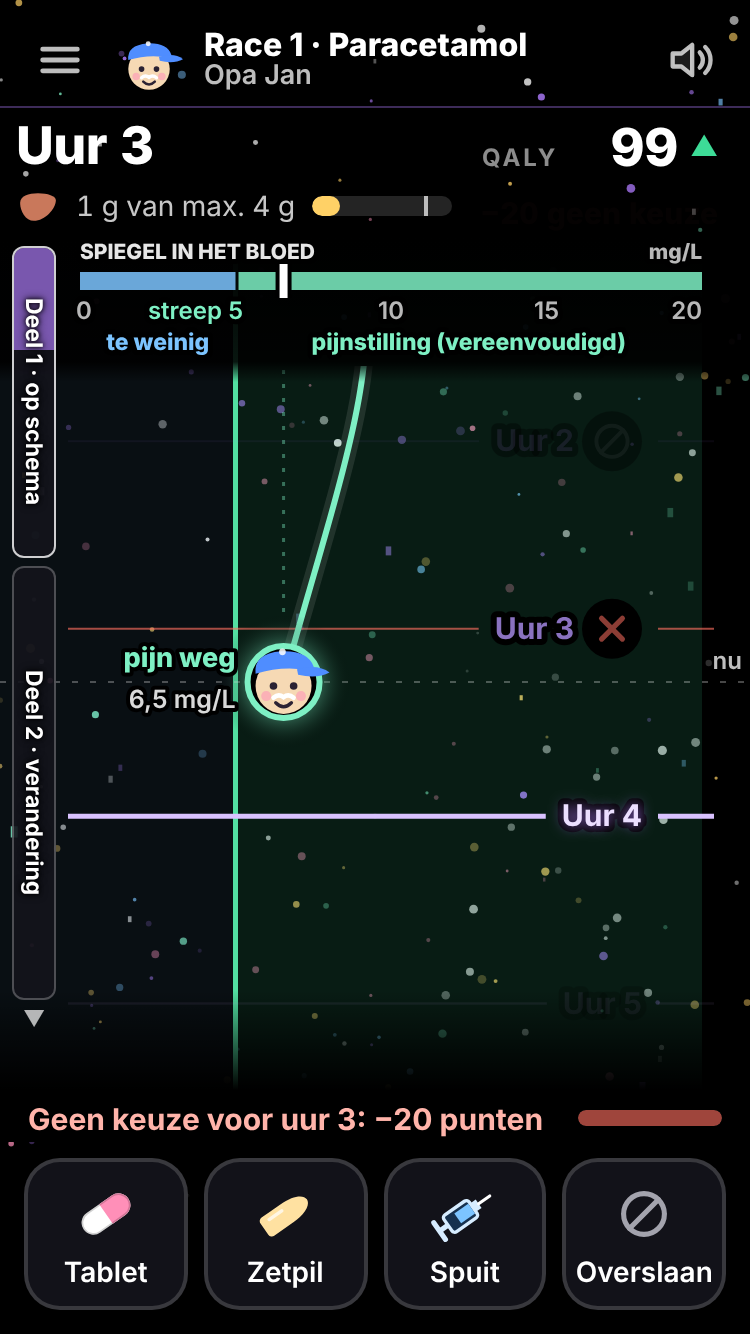 Race 1 · Paracetamol
Opa Jan
Uur 3
QALY 99
1 g van max. 4 g
−20 geen keuze
SPIEGEL IN HET BLOED mg/L
0 streep 5 10 15 20
te weinig pijnstilling (vereenvoudigd)
Deel 1 · op schema
Uur 2
Uur 3
pijn weg
nu
6,5 mg/L
Deel 2 · verandering
Uur 4
Uur 5
Geen keuze voor uur 3: −20 punten
Tablet Zetpil Spuit Overslaan